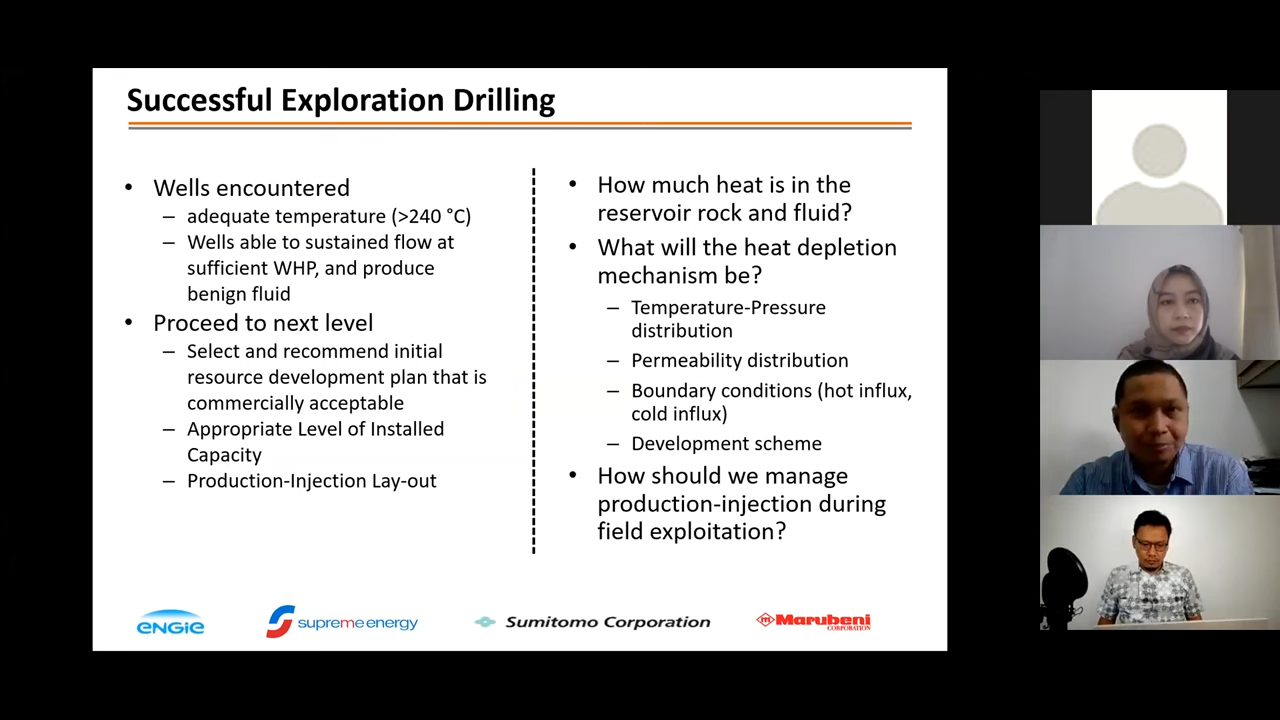 Successful Exploration Drilling
• Wells encountered
– adequate temperature (>240 °C)
– Wells able to sustained flow at
sufficient WHP, and produce
benign fluid
• Proceed to next level
– Select and recommend initial
resource development plan that is
commercially acceptable
– Appropriate Level of Installed
Capacity
– Production-Injection Lay-out
• How much heat is in the
reservoir rock and fluid?
• What will the heat depletion
mechanism be?
– Temperature-Pressure
distribution
– Permeability distribution
– Boundary conditions (hot influx,
cold influx)
– Development scheme
• How should we manage
production-injection during
field exploitation?
ENGIE
supreme energy
Sumitomo Corporation
Marubeni
CORPORATION